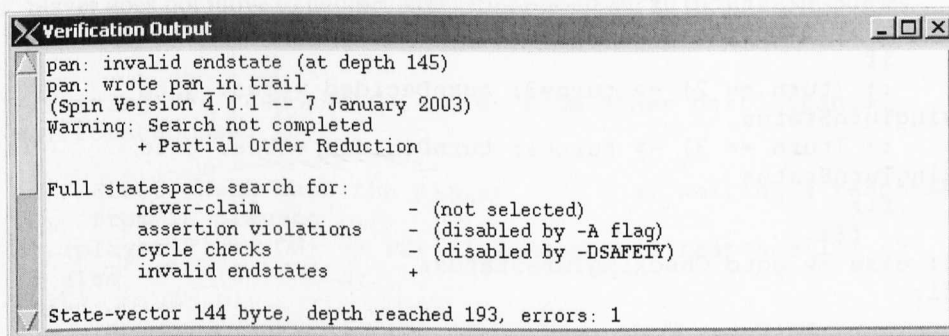 Verification Output
pan: invalid endstate (at depth 145)
pan: wrote pan_in.trail
(Spin Version 4.0.1 -- 7 January 2003)
Warning: Search not completed
+ Partial Order Reduction
Full statespace search for:
never-claim - (not selected)
assertion violations - (disabled by -A flag)
cycle checks - (disabled by -DSAFETY)
invalid endstates +
State-vector 144 byte, depth reached 193, errors: 1